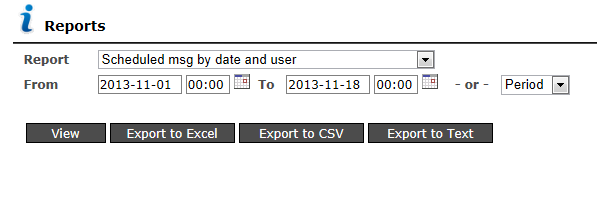 Reports
Report Scheduled msg by date and user
From 2013-11-01 00:00 To 2013-11-18 00:00 - or - Period
View Export to Excel Export to CSV Export to Text